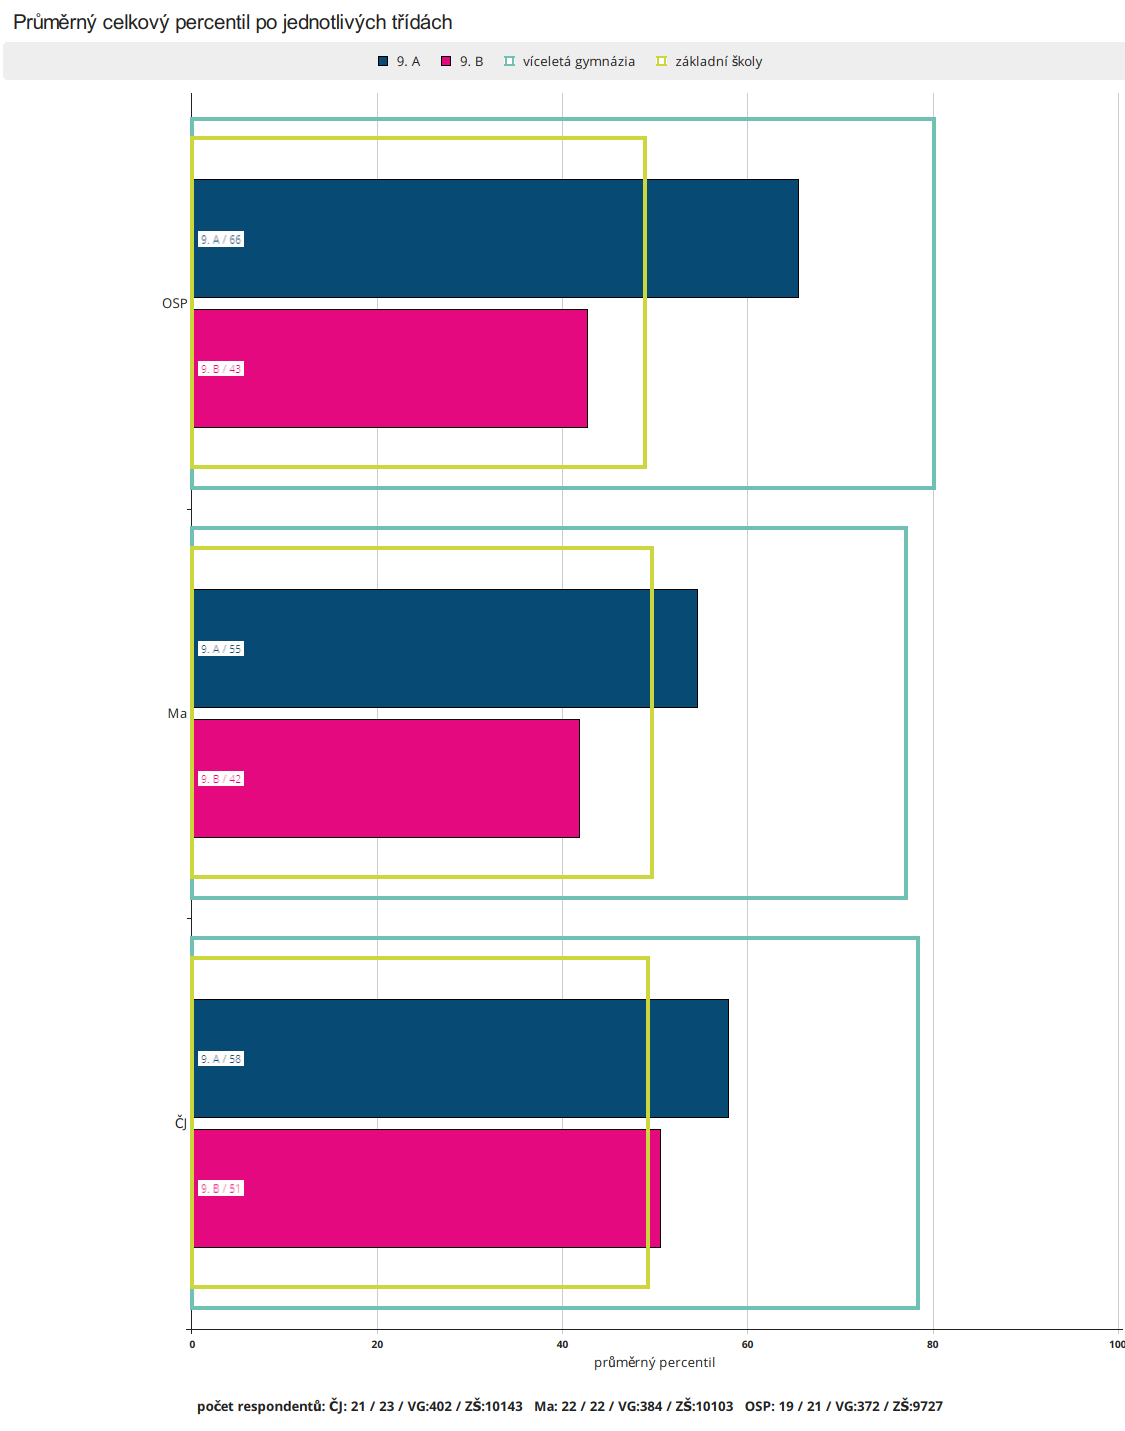 Průměrný celkový percentil po jednotlivých třídách
9. A 9. B víceletá gymnázia základní školy
9. A / 66
OSP
9. B / 43
9. A / 55
Ma
9. B / 42
9. A / 58
ČJ
9. B / 51
0 20 40 60 80 100
průměrný percentil
počet respondentů: ČJ: 21 / 23 / VG:402 / ZŠ:10143 Ma: 22 / 22 / VG:384 / ZŠ:10103 OSP: 19 / 21 / VG:372 / ZŠ:9727